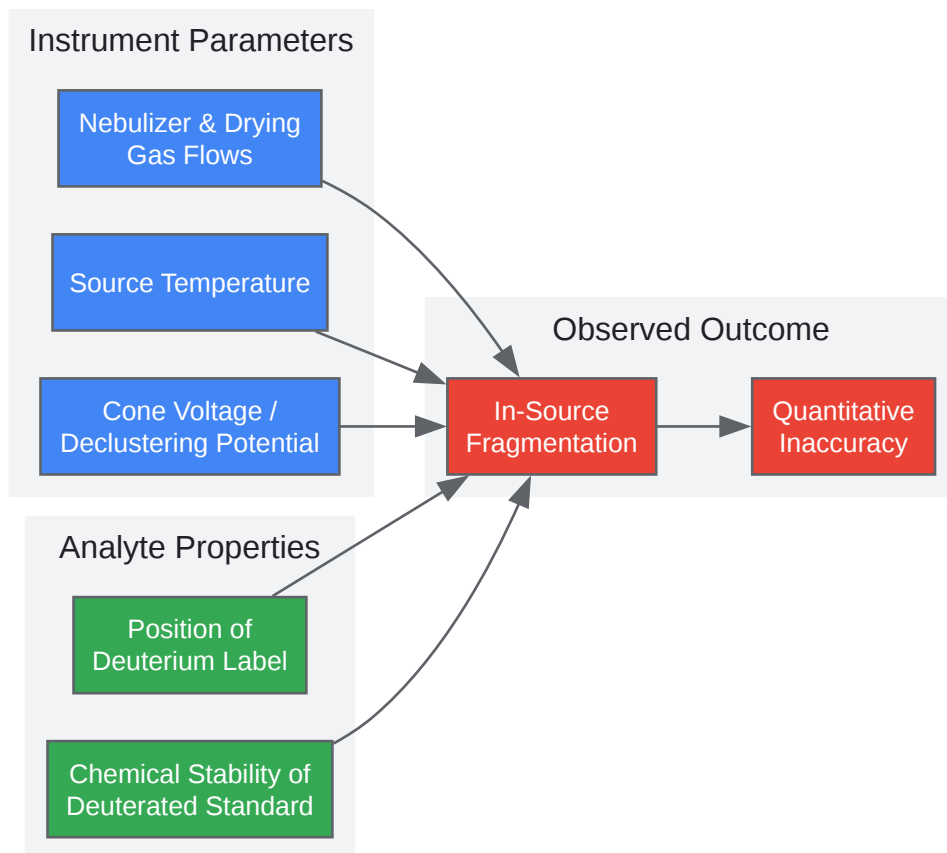 Instrument Parameters
Nebulizer & Drying
Gas Flows
Source Temperature
Cone Voltage /
Declustering Potential
Observed Outcome
In-Source
Fragmentation
Quantitative
Inaccuracy
Analyte Properties
Position of
Deuterium Label
Chemical Stability of
Deuterated Standard